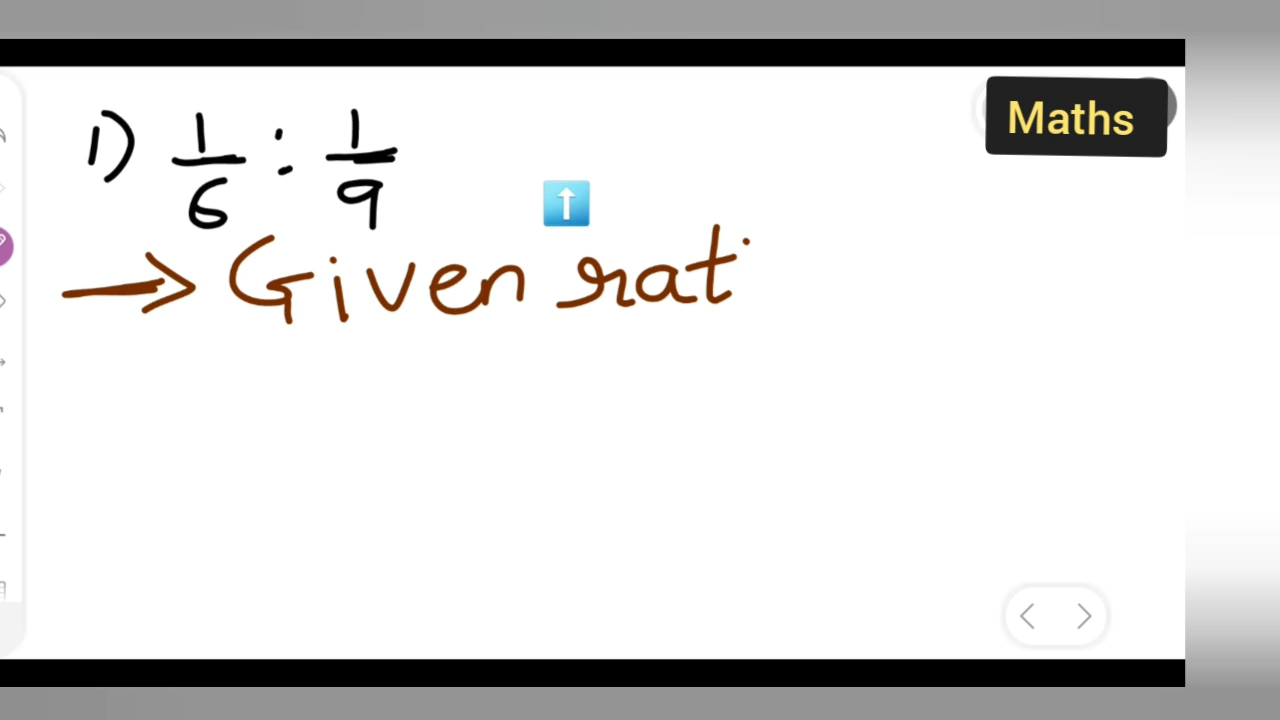 Maths
1) 1/6 : 1/9
→ Given rat